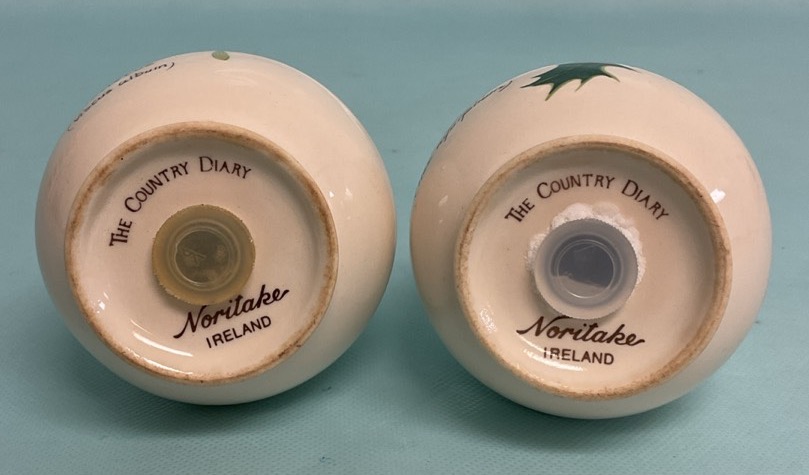 THE COUNTRY DIARY
Noritake
IRELAND
THE COUNTRY DIARY
Noritake
IRELAND